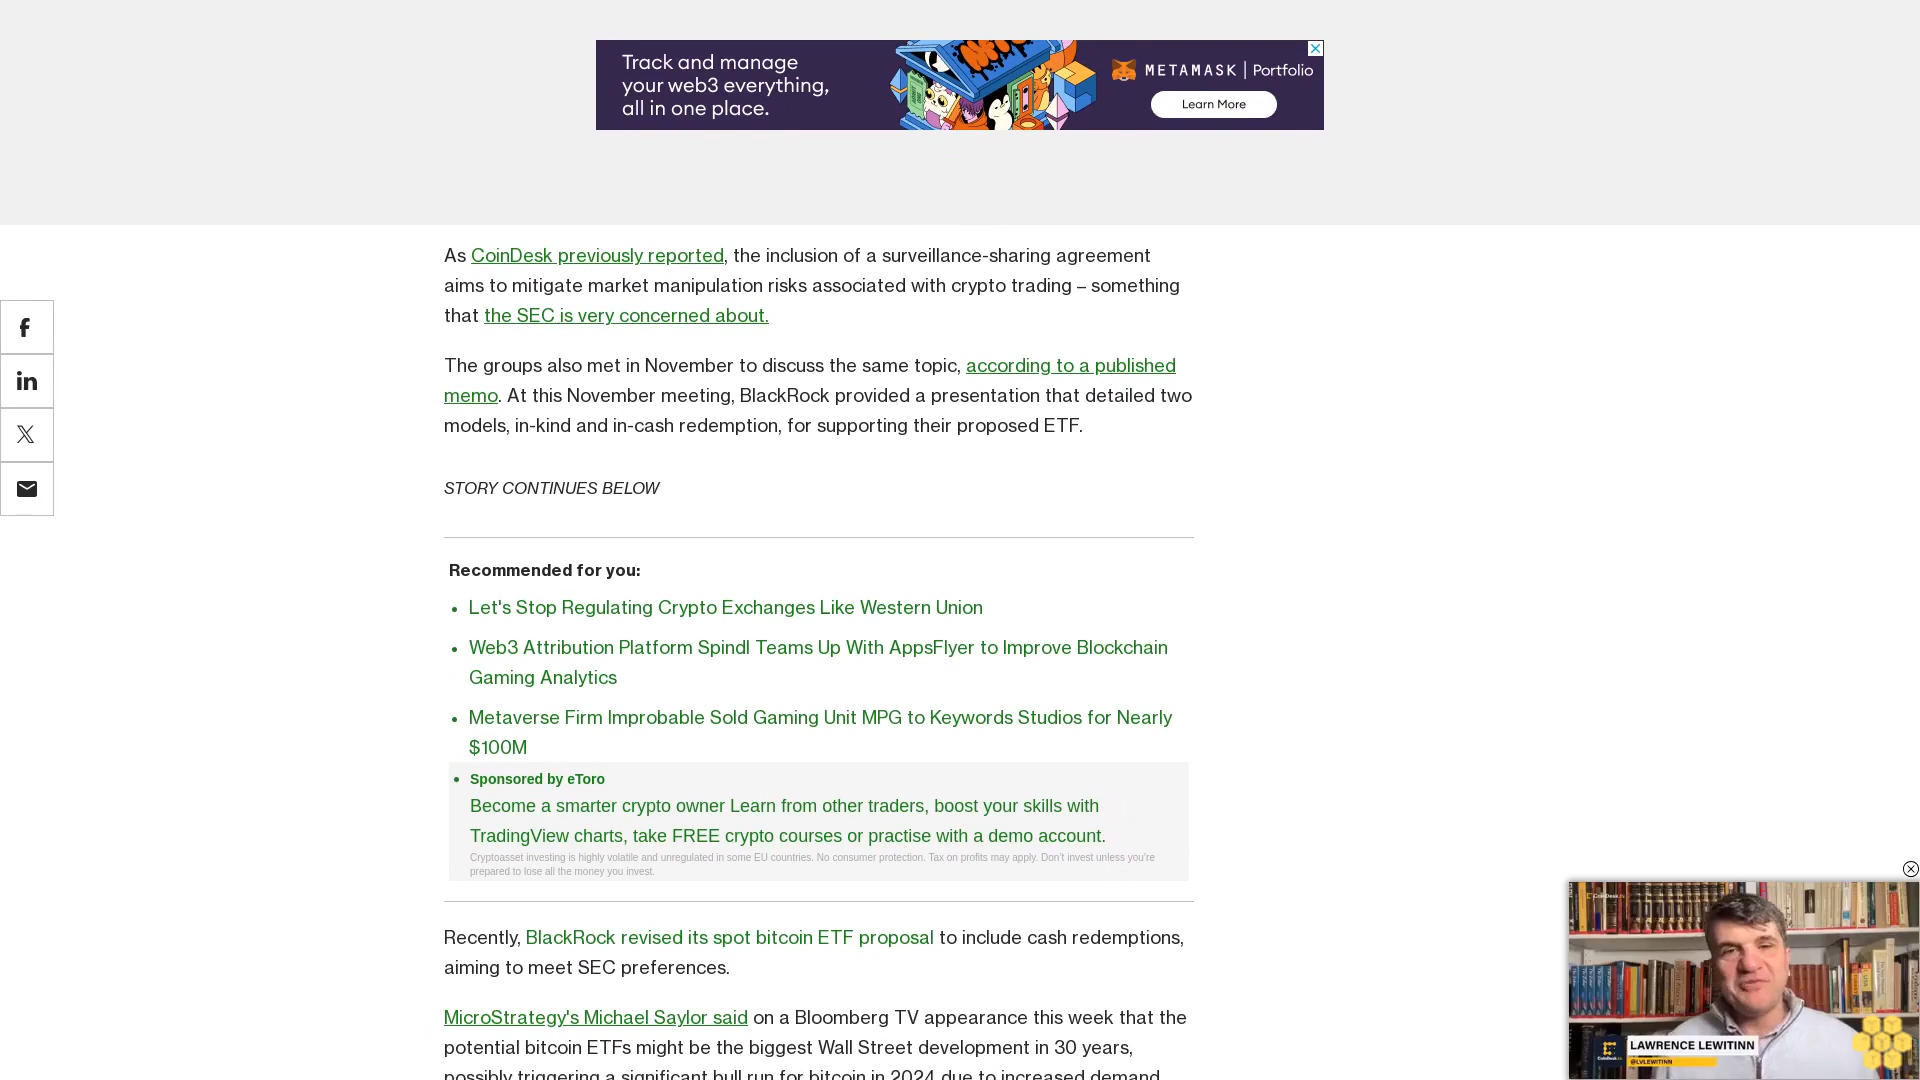 Track and manage
your web3 everything,
all in one place.
METAMASK | Portfolio
Learn More
As CoinDesk previously reported, the inclusion of a surveillance-sharing agreement
aims to mitigate market manipulation risks associated with crypto trading – something
that the SEC is very concerned about.
The groups also met in November to discuss the same topic, according to a published
memo. At this November meeting, BlackRock provided a presentation that detailed two
models, in-kind and in-cash redemption, for supporting their proposed ETF.
STORY CONTINUES BELOW
Recommended for you:
• Let's Stop Regulating Crypto Exchanges Like Western Union
• Web3 Attribution Platform Spindl Teams Up With AppsFlyer to Improve Blockchain
Gaming Analytics
• Metaverse Firm Improbable Sold Gaming Unit MPG to Keywords Studios for Nearly
$100M
• Sponsored by eToro
Become a smarter crypto owner Learn from other traders, boost your skills with
TradingView charts, take FREE crypto courses or practise with a demo account.
Cryptoasset investing is highly volatile and unregulated in some EU countries. No consumer protection. Tax on profits may apply. Don't invest unless you're
prepared to lose all the money you invest.
Recently, BlackRock revised its spot bitcoin ETF proposal to include cash redemptions,
aiming to meet SEC preferences.
MicroStrategy's Michael Saylor said on a Bloomberg TV appearance this week that the
potential bitcoin ETFs might be the biggest Wall Street development in 30 years,
possibly triggering a significant bull run for bitcoin in 2024 due to increased demand
CoinDesk
LAWRENCE LEWITINN
@LVLEWITINN